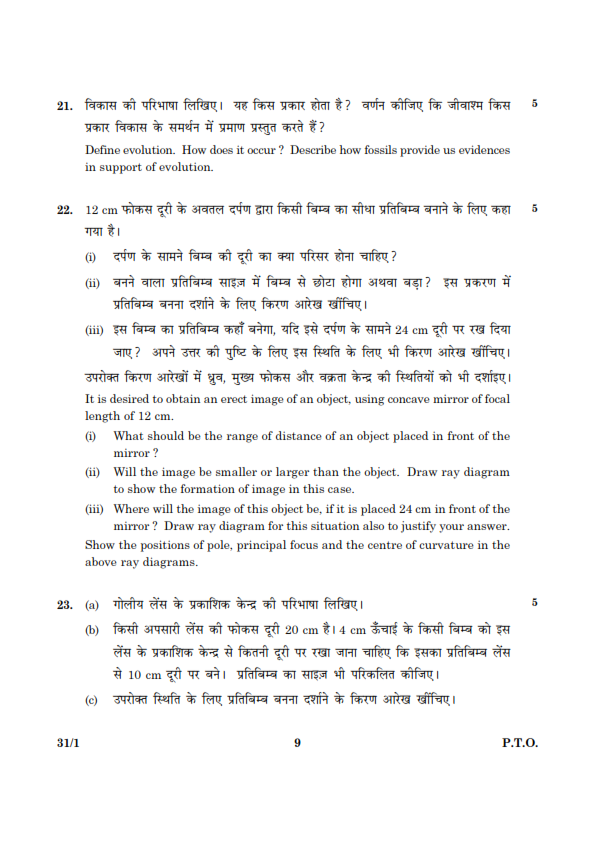 21. विकास की परिभाषा लिखिए। यह किस प्रकार होता है? वर्णन कीजिए कि जीवाश्म किस 5
प्रकार विकास के समर्थन में प्रमाण प्रस्तुत करते हैं?
Define evolution. How does it occur ? Describe how fossils provide us evidences
in support of evolution.
22. 12 cm फोकस दूरी के अवतल दर्पण द्वारा किसी बिम्ब का सीधा प्रतिबिम्ब बनाने के लिए कहा 5
गया है।
(i) दर्पण के सामने बिम्ब की दूरी का क्या परिसर होना चाहिए?
(ii) बनने वाला प्रतिबिम्ब साइज़ में बिम्ब से छोटा होगा अथवा बड़ा? इस प्रकरण में
प्रतिबिम्ब बनना दर्शाने के लिए किरण आरेख खींचिए।
(iii) इस बिम्ब का प्रतिबिम्ब कहाँ बनेगा, यदि इसे दर्पण के सामने 24 cm दूरी पर रख दिया
जाए? अपने उत्तर की पुष्टि के लिए इस स्थिति के लिए भी किरण आरेख खींचिए।
उपरोक्त किरण आरेखों में ध्रुव, मुख्य फोकस और वक्रता केन्द्र की स्थितियों को भी दर्शाइए।
It is desired to obtain an erect image of an object, using concave mirror of focal
length of 12 cm.
(i) What should be the range of distance of an object placed in front of the
mirror ?
(ii) Will the image be smaller or larger than the object. Draw ray diagram
to show the formation of image in this case.
(iii) Where will the image of this object be, if it is placed 24 cm in front of the
mirror ? Draw ray diagram for this situation also to justify your answer.
Show the positions of pole, principal focus and the centre of curvature in the
above ray diagrams.
23. (a) गोलीय लेंस के प्रकाशिक केन्द्र की परिभाषा लिखिए। 5
(b) किसी अपसारी लेंस की फोकस दूरी 20 cm है। 4 cm ऊँचाई के किसी बिम्ब को इस
लेंस के प्रकाशिक केन्द्र से कितनी दूरी पर रखा जाना चाहिए कि इसका प्रतिबिम्ब लेंस
से 10 cm दूरी पर बने। प्रतिबिम्ब का साइज़ भी परिकलित कीजिए।
(c) उपरोक्त स्थिति के लिए प्रतिबिम्ब बनना दर्शाने के किरण आरेख खींचिए।
31/1 9 P.T.O.